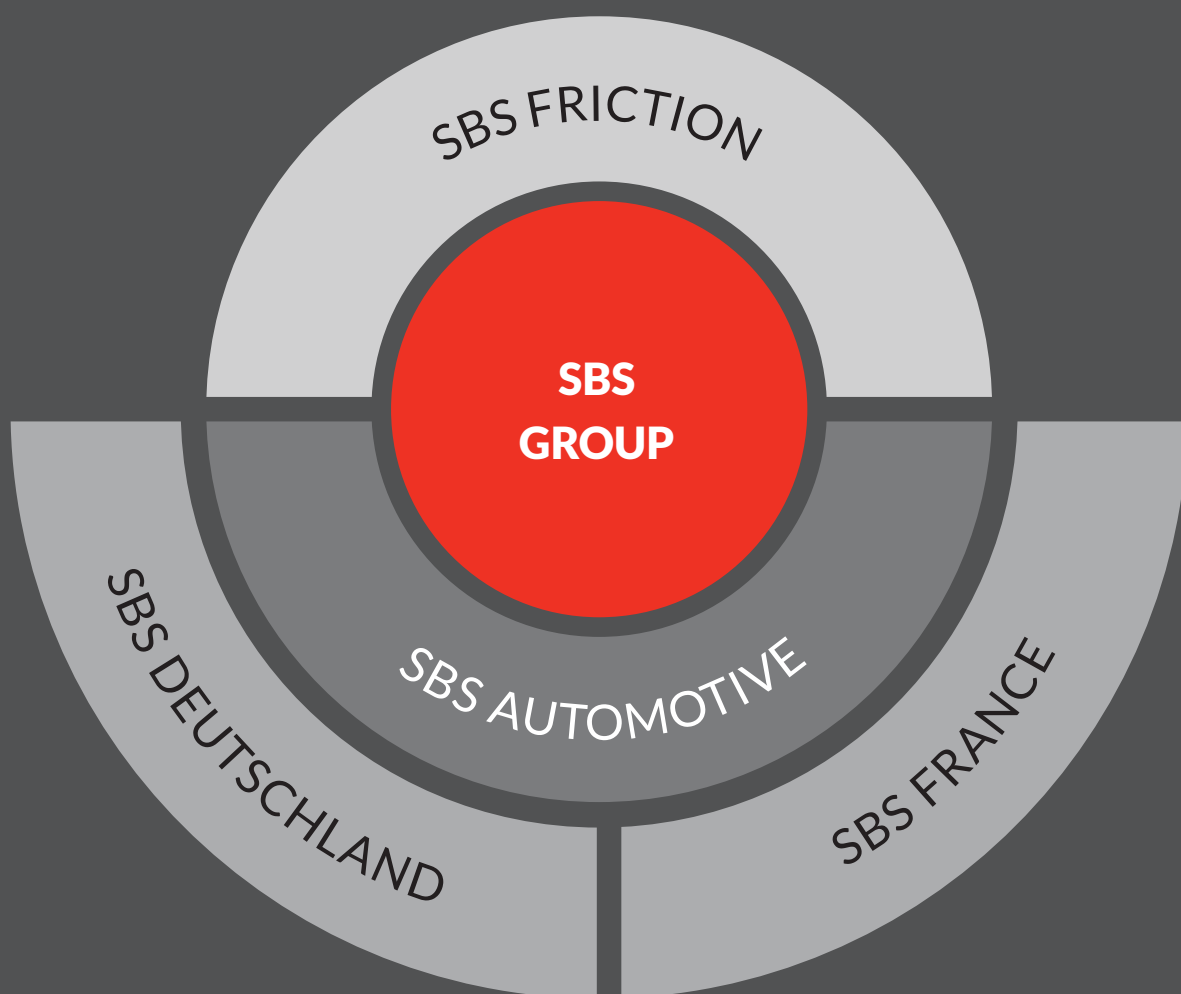 SBS FRICTION
SBS
GROUP
SBS AUTOMOTIVE
SBS DEUTSCHLAND
SBS FRANCE